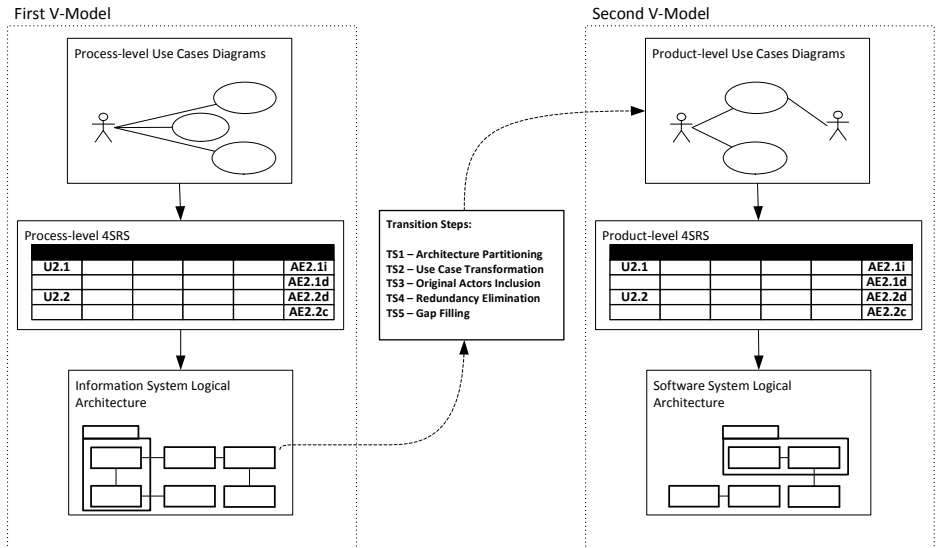 First V-Model
Process-level Use Cases Diagrams
Process-level 4SRS
U2.1 AE2.1i
AE2.1d
U2.2 AE2.2d
AE2.2c
Information System Logical
Architecture
Transition Steps:
TS1 – Architecture Partitioning
TS2 – Use Case Transformation
TS3 – Original Actors Inclusion
TS4 – Redundancy Elimination
TS5 – Gap Filling
Second V-Model
Product-level Use Cases Diagrams
Product-level 4SRS
U2.1 AE2.1i
AE2.1d
U2.2 AE2.2d
AE2.2c
Software System Logical
Architecture